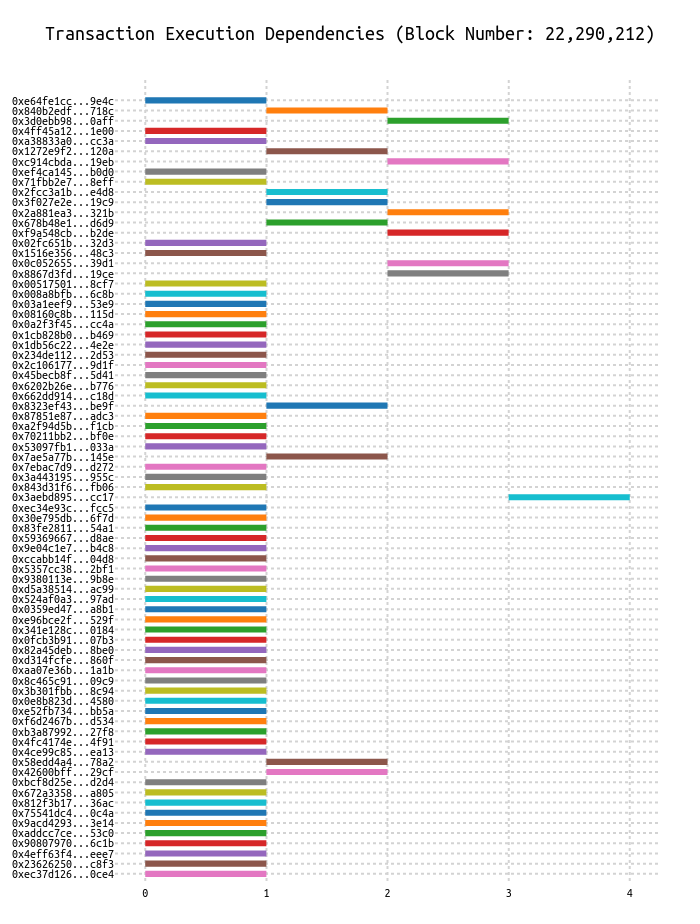 Transaction Execution Dependencies (Block Number: 22,290,212)
0xe64fe1cc...9e4c
0x840b2edf...718c
0x3d0ebb98...0aff
0x4ff45a12...1e00
0xa38833a0...cc3a
0x1272e9f2...120a
0xc914cbda...19eb
0xef4ca145...b0d0
0x71fbb2e7...8eff
0x2fcc3a1b...e4d8
0x3f027e2e...19c9
0x2a881ea3...321b
0x678b48e1...d6d9
0xf9a548cb...b2de
0x02fc651b...32d3
0x1516e356...48c3
0x0c052655...39d1
0x8867d3fd...19ce
0x00517501...8cf7
0x008a8bfb...6c8b
0x03a1eef9...53e9
0x08160c8b...115d
0x0a2f3f45...cc4a
0x1cb828b0...b469
0x1db56c22...4e2e
0x234de112...2d53
0x2c106177...9d1f
0x45becb8f...5d41
0x6202b26e...b776
0x662dd914...c18d
0x8323ef43...be9f
0x87851e87...adc3
0xa2f94d5b...f1cb
0x70211bb2...bf0e
0x53097fb1...033a
0x7ae5a77b...145e
0x7ebac7d9...d272
0x3a443195...955c
0x843d31f6...fb06
0x3aebd895...cc17
0xec34e93c...fcc5
0x30e795db...6f7d
0x83fe2811...54a1
0x59369667...d8ae
0x9e04c1e7...b4c8
0xccabb14f...04d8
0x5357cc38...2bf1
0x9380113e...9b8e
0xd5a38514...ac99
0x524af0a3...97ad
0x0359ed47...a8b1
0xe96bce2f...529f
0x341e128c...0184
0x0fcb3b91...07b3
0x82a45deb...8be0
0xd314fcfe...860f
0xaa07e36b...1a1b
0x8c465c91...09c9
0x3b301fbb...8c94
0x0e8b823d...4580
0xe52fb734...bb5a
0xf6d2467b...d534
0xb3a87992...27f8
0x4fc4174e...4f91
0x4ce99c85...ea13
0x58edd4a4...78a2
0x42600bff...29cf
0xbcf8d25e...d2d4
0x672a3358...a805
0x812f3b17...36ac
0x75541dc4...0c4a
0x9acd4293...3e14
0xaddcc7ce...53c0
0x90807970...6c1b
0x4eff63f4...eee7
0x23626250...c8f3
0xec37d126...0ce4
0 1 2 3 4